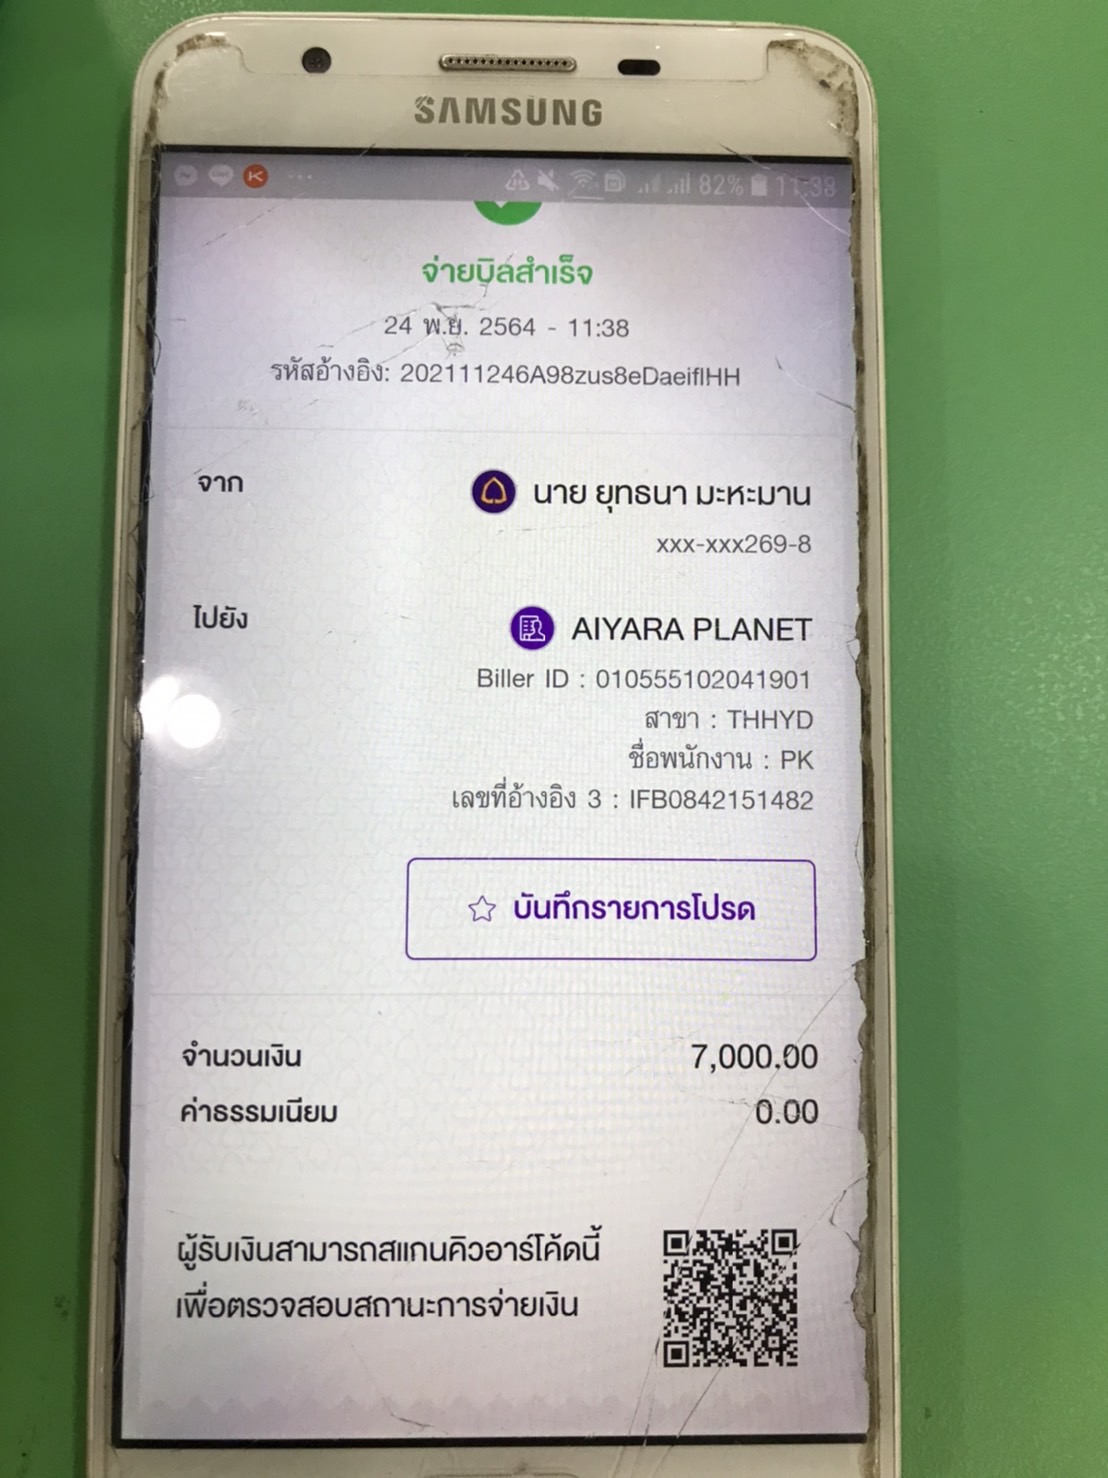 SAMSUNG
82% 11:38
จ่ายบิลสำเร็จ
24 พ.ย. 2564 - 11:38
รหัสอ้างอิง: 202111246A98zus8eDaeiflHH
จาก
นาย ยุทธนา มะหะมาน
xxx-xxx269-8
ไปยัง
AIYARA PLANET
Biller ID : 010555102041901
สาขา : THHYD
ชื่อพนักงาน : PK
เลขที่อ้างอิง 3 : IFB0842151482
บันทึกรายการโปรด
จำนวนเงิน 7,000.00
ค่าธรรมเนียม 0.00
ผู้รับเงินสามารถสแกนคิวอาร์โค้ดนี้
เพื่อตรวจสอบสถานะการจ่ายเงิน